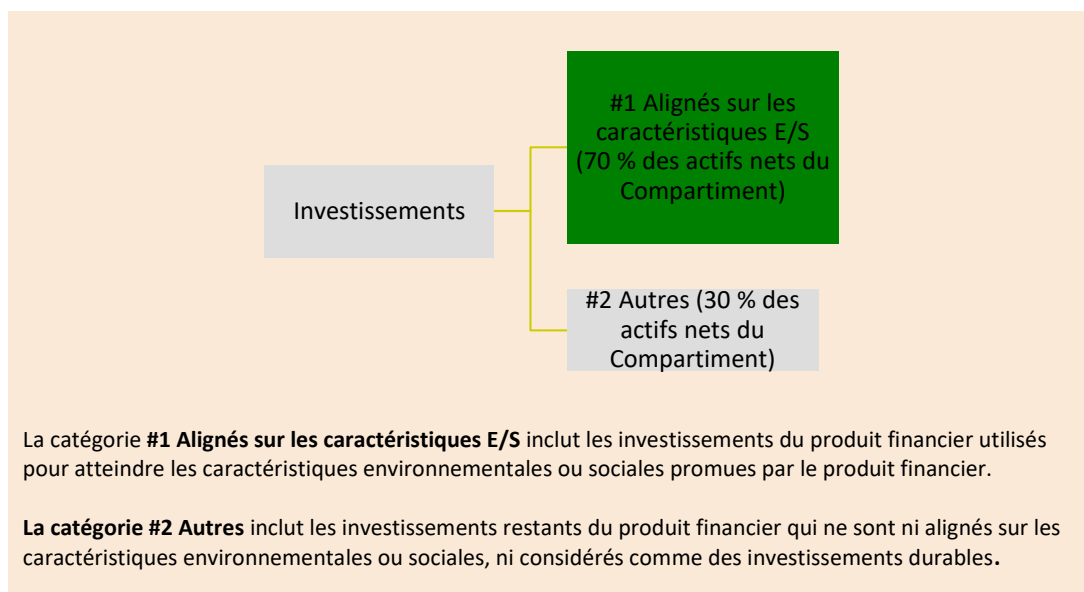 #1 Alignés sur les
caractéristiques E/S
(70 % des actifs nets du
Compartiment)
Investissements
#2 Autres (30 % des
actifs nets du
Compartiment)
La catégorie #1 Alignés sur les caractéristiques E/S inclut les investissements du produit financier utilisés
pour atteindre les caractéristiques environnementales ou sociales promues par le produit financier.
La catégorie #2 Autres inclut les investissements restants du produit financier qui ne sont ni alignés sur les
caractéristiques environnementales ou sociales, ni considérés comme des investissements durables.